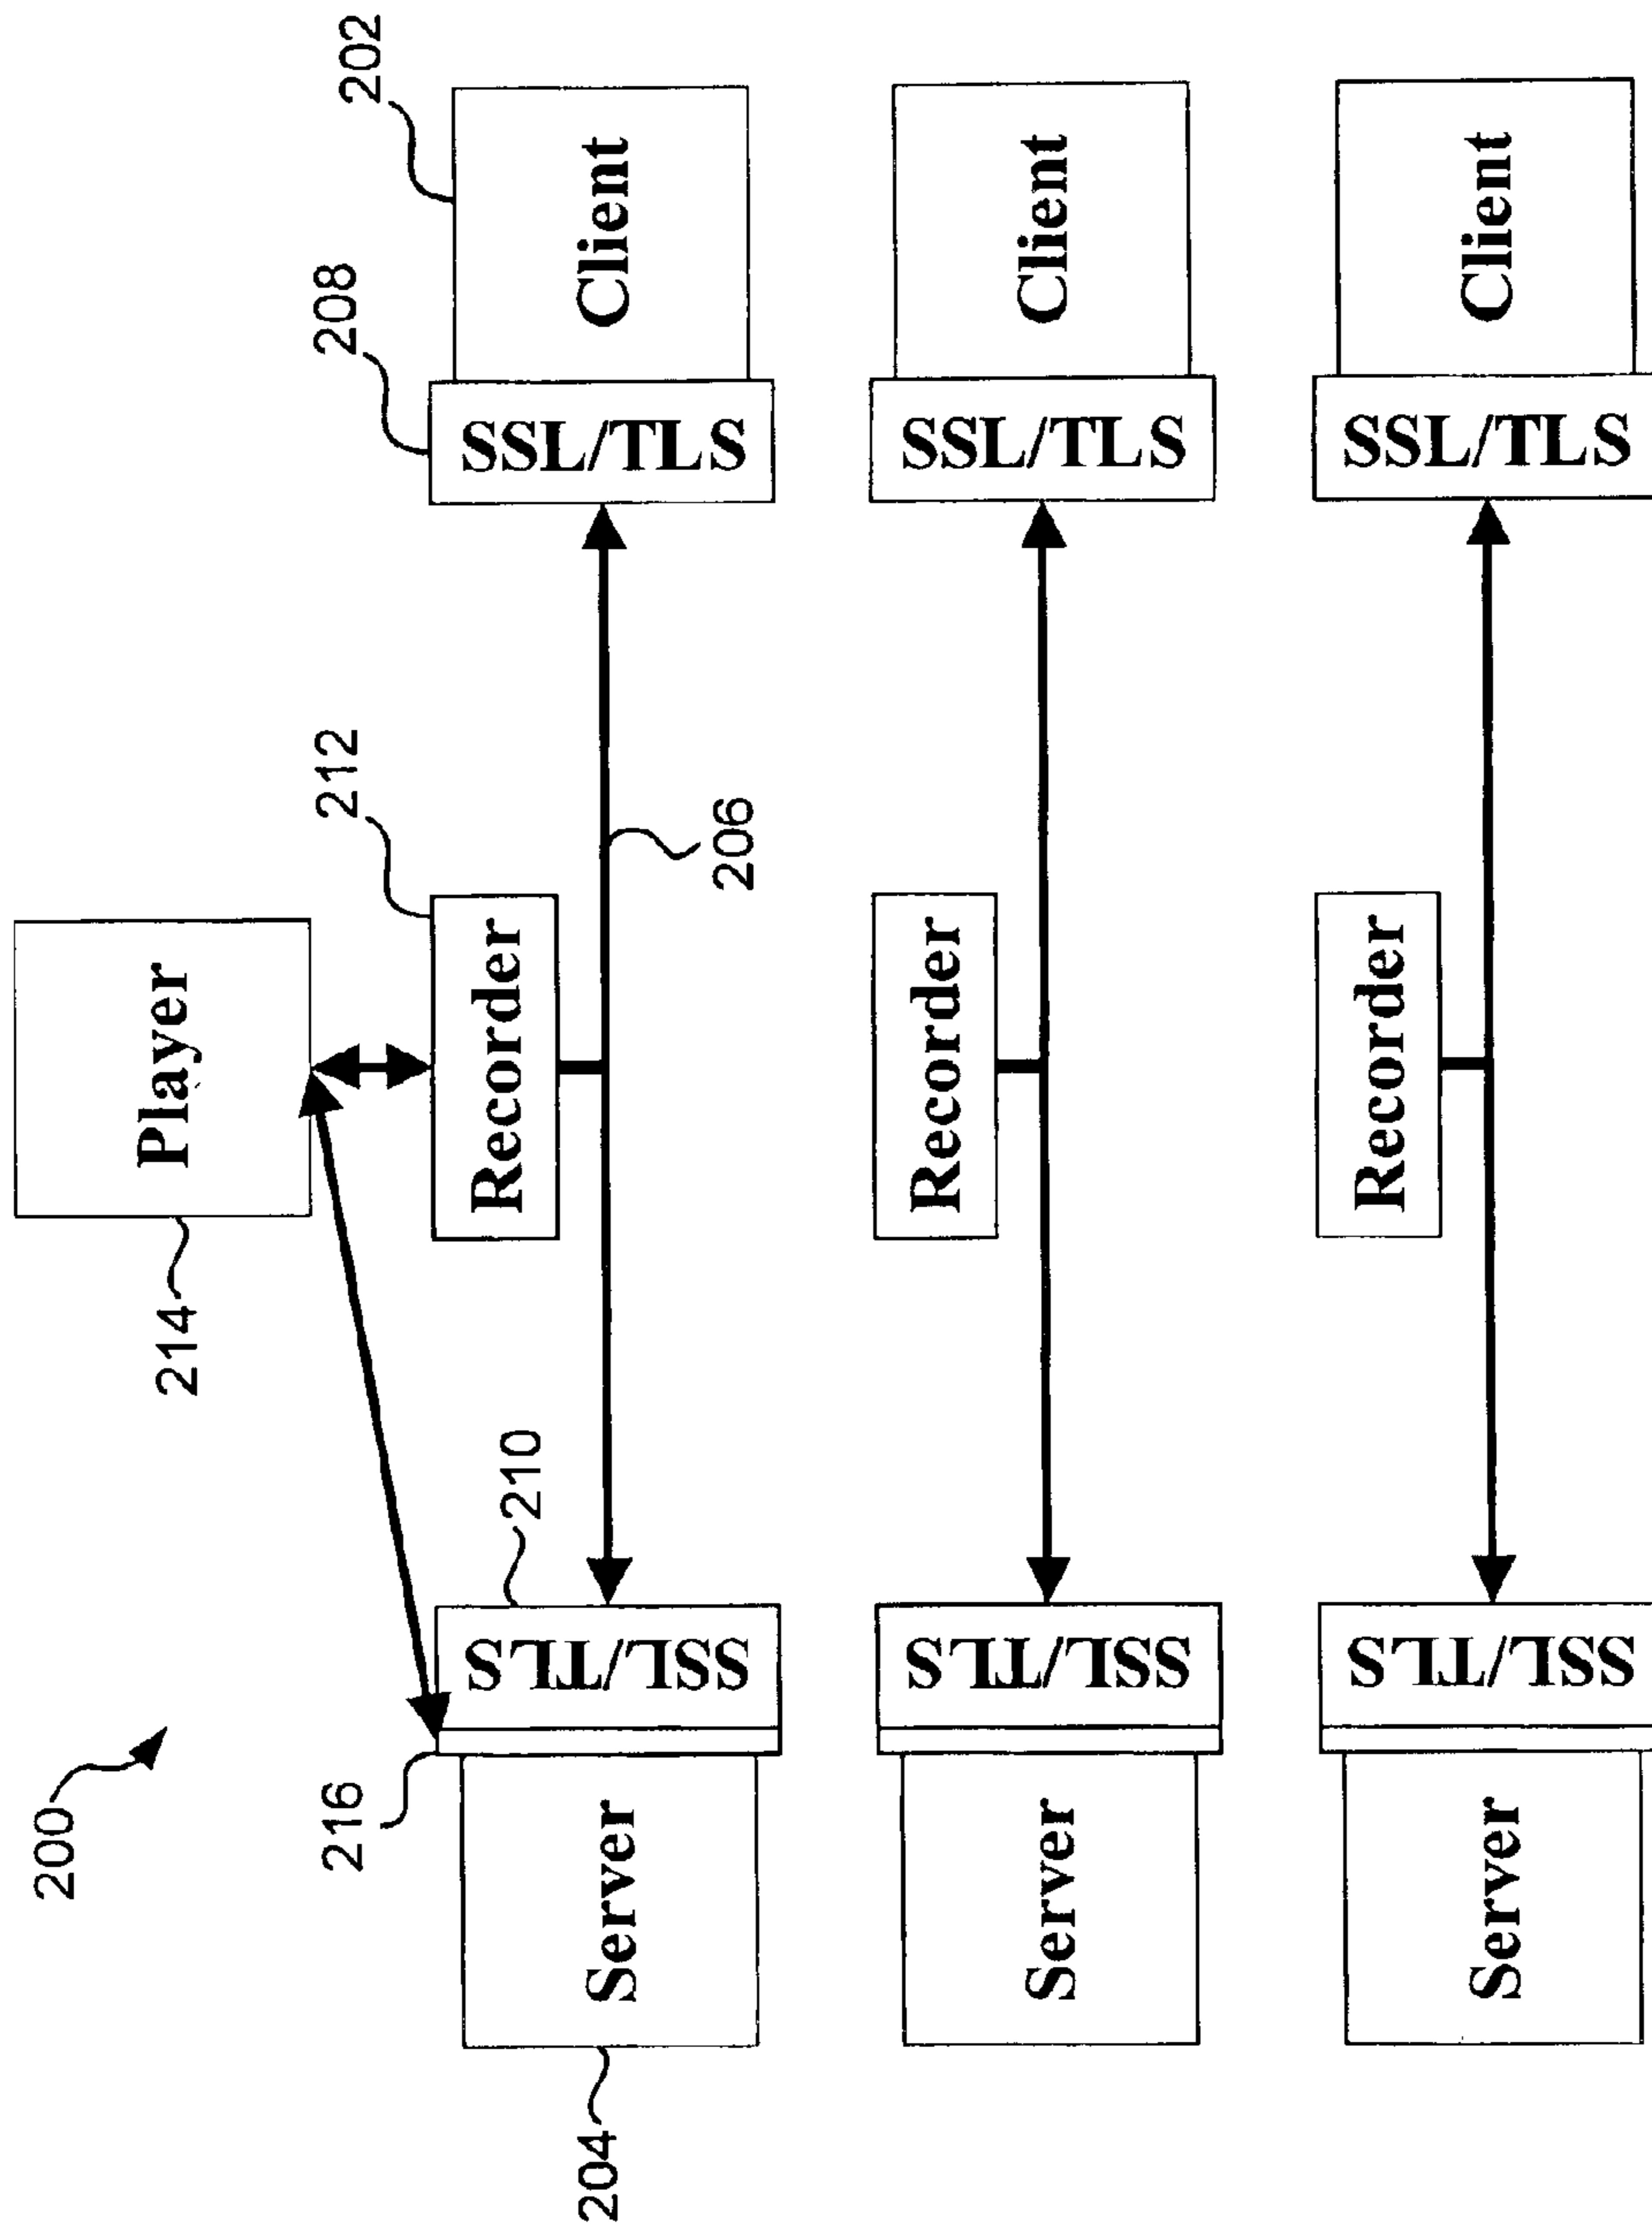 200
214
Player
216
212
208
202
210
204
Server
SSL/TLS
Recorder
206
SSL/TLS
Client
Server
SSL/TLS
Recorder
SSL/TLS
Client
Server
SSL/TLS
Recorder
SSL/TLS
Client